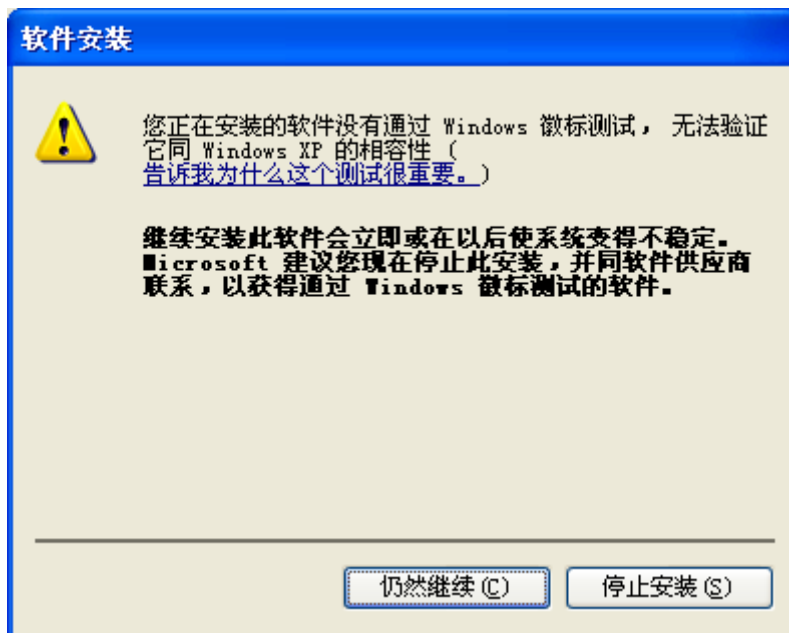 软件安装
您正在安装的软件没有通过 Windows 徽标测试， 无法验证
它同 Windows XP 的相容性（
告诉我为什么这个测试很重要。）
继续安装此软件会立即或在以后使系统变得不稳定。
Microsoft 建议您现在停止此安装，并同软件供应商
联系，以获得通过 Windows 徽标测试的软件。
仍然继续(C)
停止安装(S)